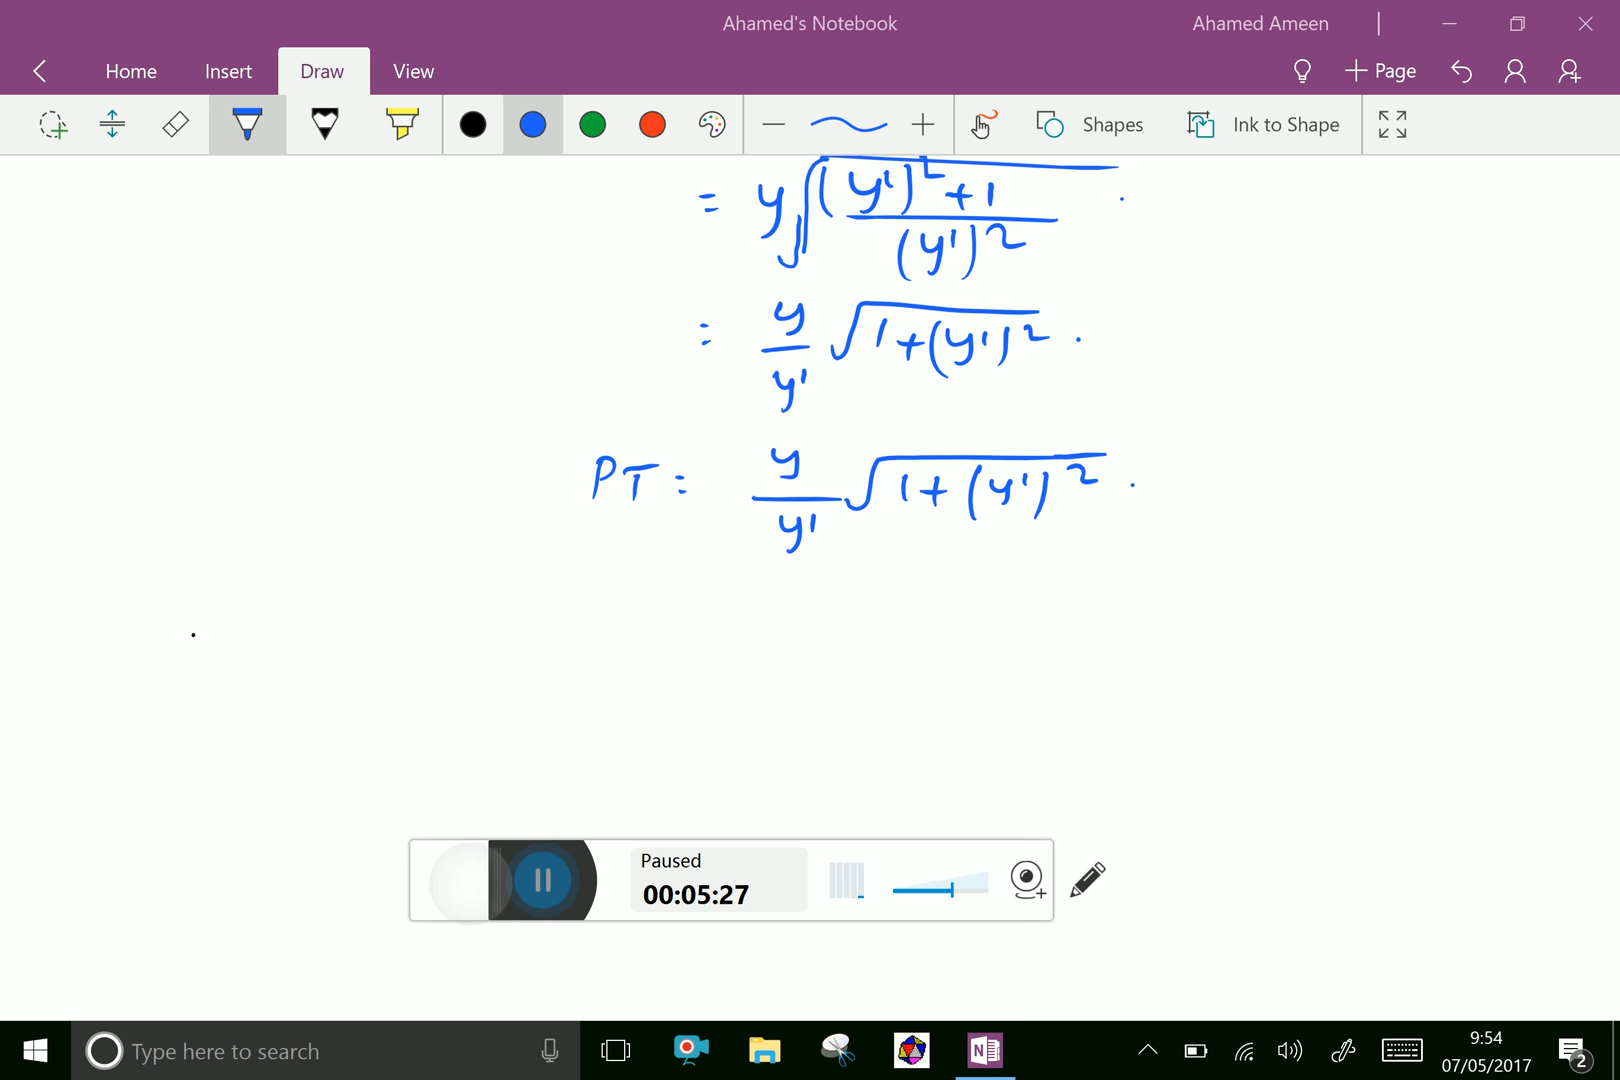 Ahamed's Notebook Ahamed Ameen
Home Insert Draw View Page
Shapes Ink to Shape
= y √((y')² + 1 / (y')²) .
= y/y' √(1+(y')²) .
PT = y/y' √(1 + (y')²) .
Paused
00:05:27
Type here to search
N
9:54
07/05/2017
2